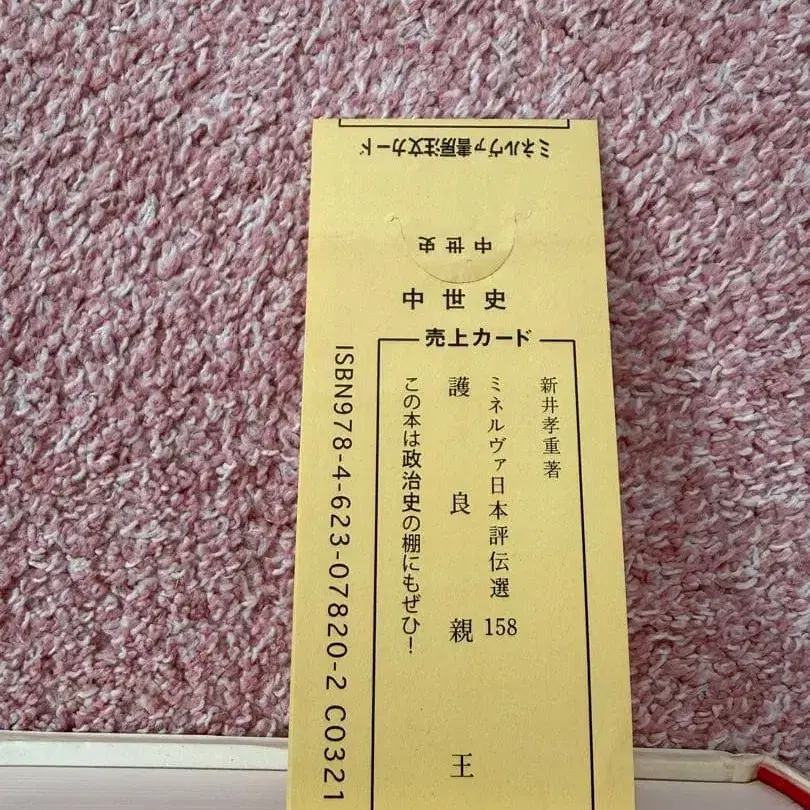 ミネルヴァ書房注文カード
中世史
中世史
売上カード
新井孝重著
ミネルヴァ日本評伝選 158
護良親王
この本は政治史の棚にもぜひ!
ISBN978-4-623-07820-2 C0321